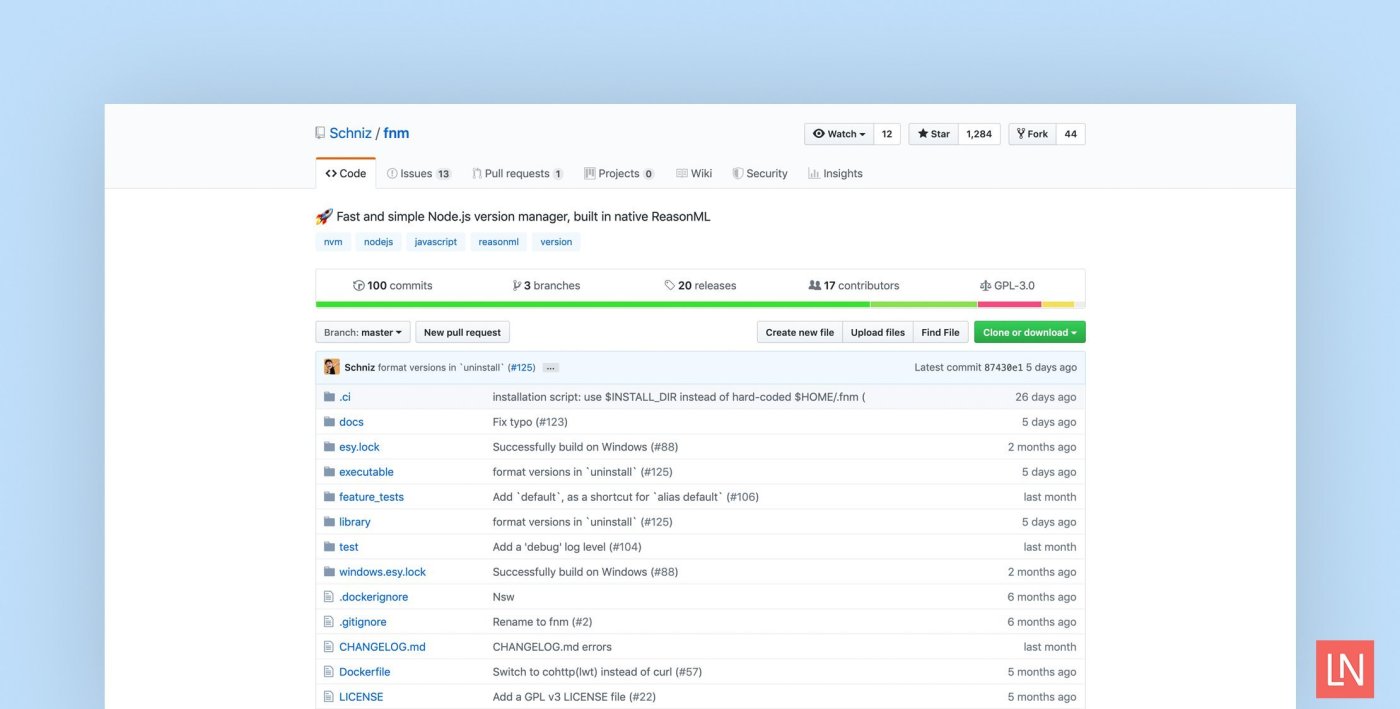 Schniz / fnm
Watch 12 Star 1,284 Fork 44
Code Issues 13 Pull requests 1 Projects 0 Wiki Security Insights
Fast and simple Node.js version manager, built in native ReasonML
nvm nodejs javascript reasonml version
100 commits 3 branches 20 releases 17 contributors GPL-3.0
Branch: master New pull request Create new file Upload files Find File Clone or download
Schniz format versions in `uninstall` (#125) ... Latest commit 87430e1 5 days ago
.ci installation script: use $INSTALL_DIR instead of hard-coded $HOME/.fnm ( 26 days ago
docs Fix typo (#123) 5 days ago
esy.lock Successfully build on Windows (#88) 2 months ago
executable format versions in `uninstall` (#125) 5 days ago
feature_tests Add `default`, as a shortcut for `alias default` (#106) last month
library format versions in `uninstall` (#125) 5 days ago
test Add a 'debug' log level (#104) last month
windows.esy.lock Successfully build on Windows (#88) 2 months ago
.dockerignore Nsw 6 months ago
.gitignore Rename to fnm (#2) 6 months ago
CHANGELOG.md CHANGELOG.md errors last month
Dockerfile Switch to cohttp(lwt) instead of curl (#57) 5 months ago
LICENSE Add a GPL v3 LICENSE file (#22) 5 months ago
LN